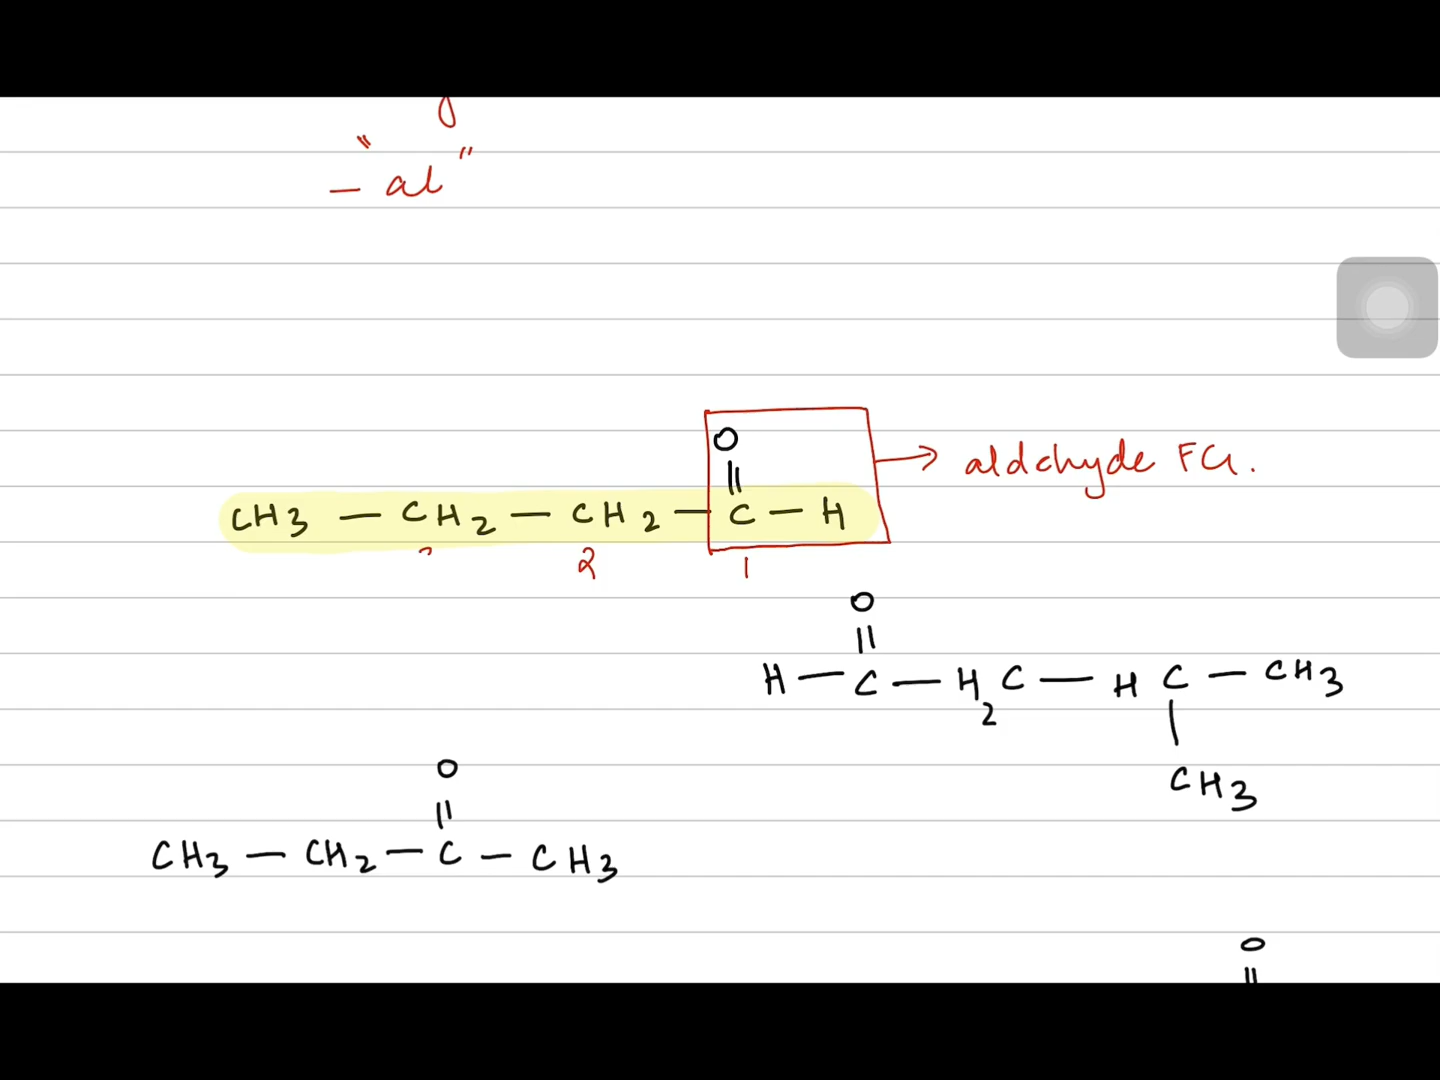 "
- al"
O
||
CH3 — CH2 — CH2 — C — H → aldehyde FG.
2 1
O
||
H — C — H2C — HC — CH3
|
CH3
O
||
CH3 — CH2 — C — CH3
O
||